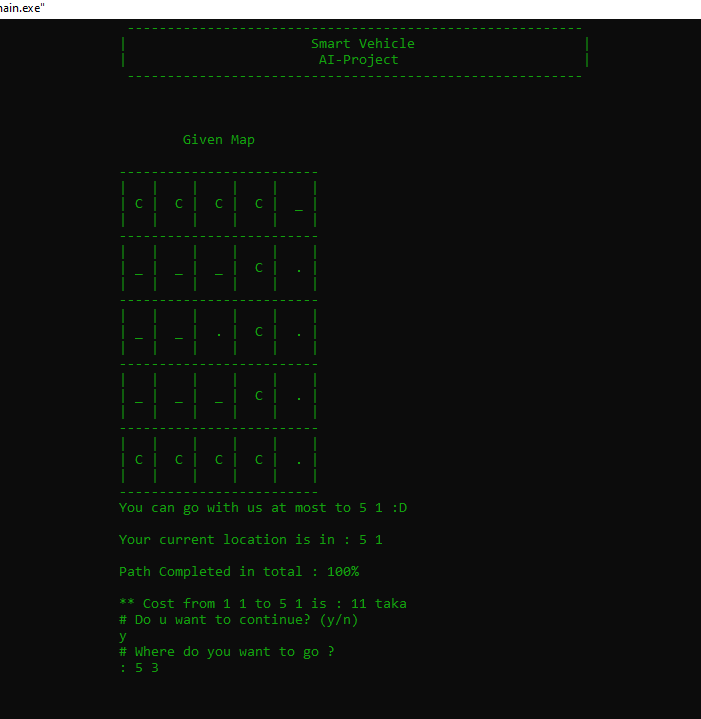 main.exe"
---------------------------------------------------------
|                       Smart Vehicle                     |
|                        AI-Project                       |
---------------------------------------------------------
Given Map
-------------------------
|   |    |    |    |    |
| C |  C |  C |  C |  _ |
|   |    |    |    |    |
-------------------------
|   |    |    |    |    |
| _ |  _ |  _ |  C |  . |
|   |    |    |    |    |
-------------------------
|   |    |    |    |    |
| _ |  _ |  . |  C |  . |
|   |    |    |    |    |
-------------------------
|   |    |    |    |    |
| _ |  _ |  _ |  C |  . |
|   |    |    |    |    |
-------------------------
|   |    |    |    |    |
| C |  C |  C |  C |  . |
|   |    |    |    |    |
-------------------------
You can go with us at most to 5 1 :D
Your current location is in : 5 1
Path Completed in total : 100%
** Cost from 1 1 to 5 1 is : 11 taka
# Do u want to continue? (y/n)
y
# Where do you want to go ?
: 5 3